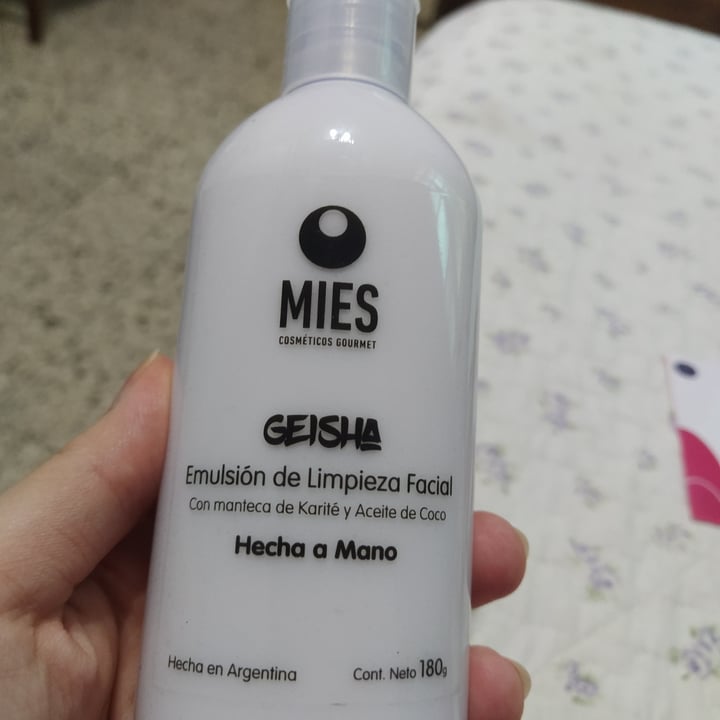 MIES
COSMÉTICOS GOURMET
GEISHA
Emulsión de Limpieza Facial
Con manteca de Karité y Aceite de Coco
Hecha a Mano
Hecha en Argentina
Cont. Neto 180g